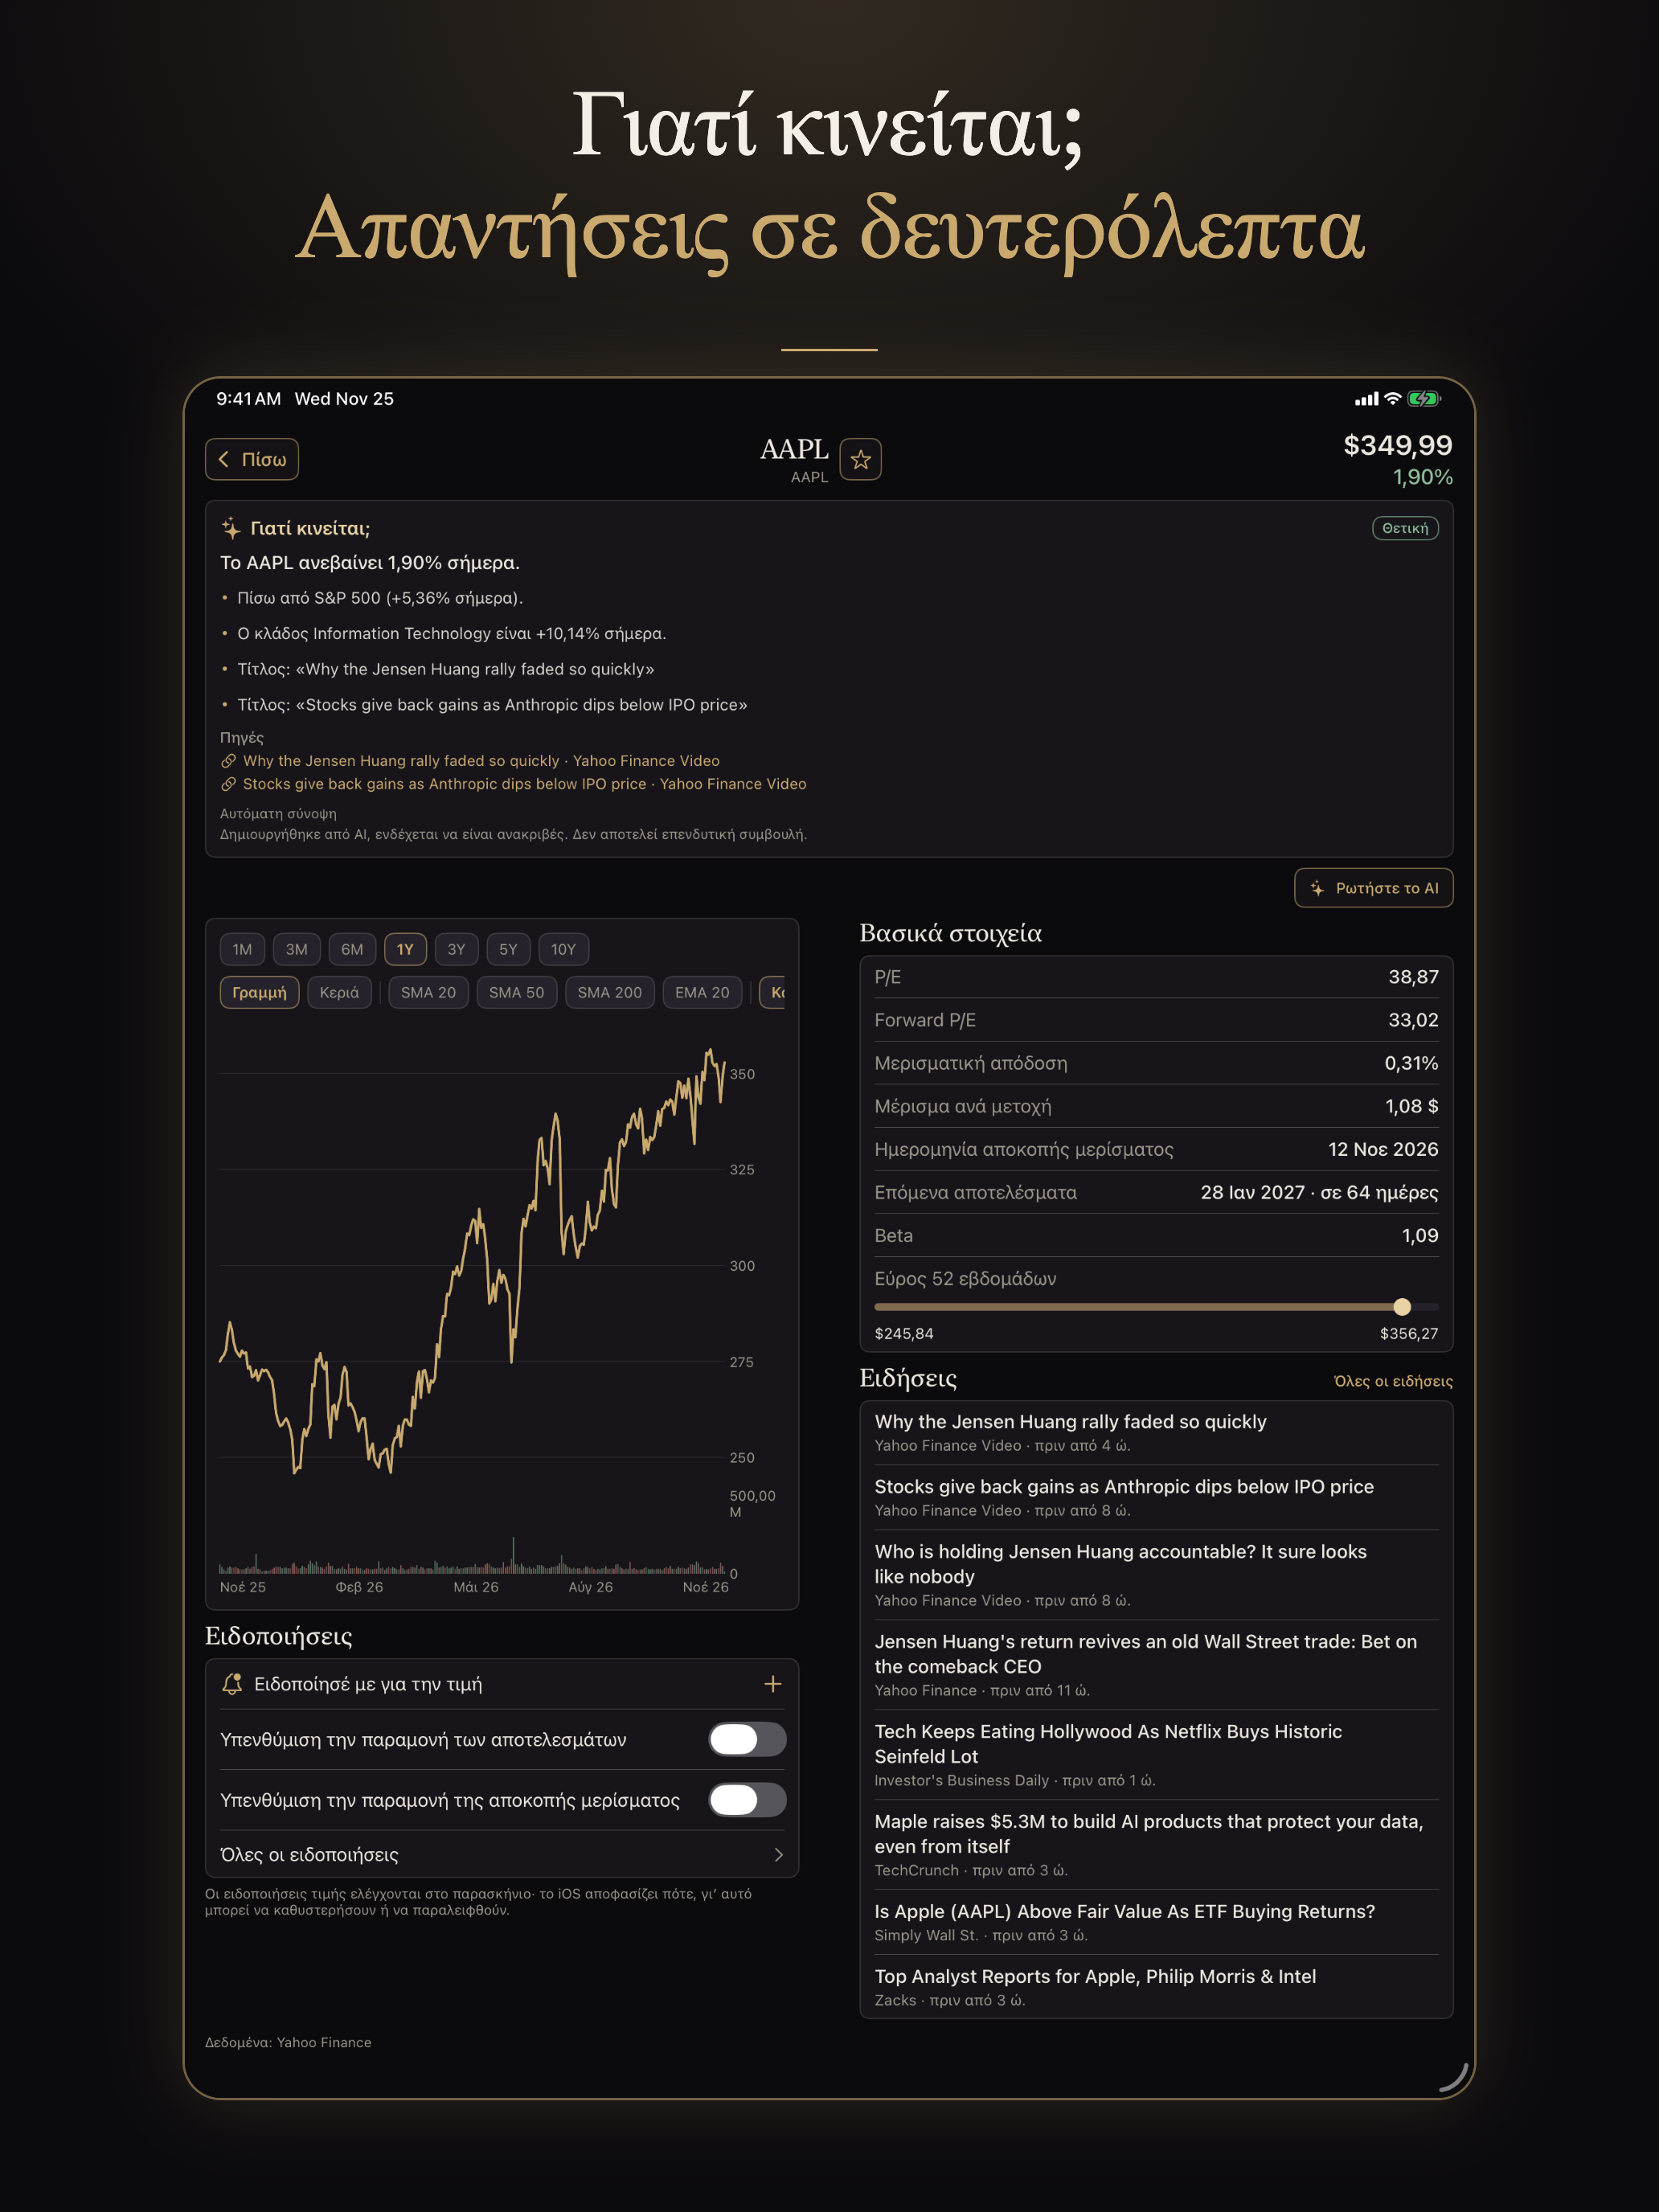 Γιατί κινείται;
Απαντήσεις σε δευτερόλεπτα
9:41 AM Wed Nov 25
Πίσω
AAPL
AAPL
$349,99
1,90%
Γιατί κινείται;
Θετική
Το AAPL ανεβαίνει 1,90% σήμερα.
• Πίσω από S&P 500 (+5,36% σήμερα).
• Ο κλάδος Information Technology είναι +10,14% σήμερα.
• Τίτλος: «Why the Jensen Huang rally faded so quickly»
• Τίτλος: «Stocks give back gains as Anthropic dips below IPO price»
Πηγές
Why the Jensen Huang rally faded so quickly · Yahoo Finance Video
Stocks give back gains as Anthropic dips below IPO price · Yahoo Finance Video
Αυτόματη σύνοψη
Δημιουργήθηκε από AI, ενδέχεται να είναι ανακριβές. Δεν αποτελεί επενδυτική συμβουλή.
Ρωτήστε το AI
1M 3M 6M 1Y 3Y 5Y 10Y
Γραμμή Κεριά SMA 20 SMA 50 SMA 200 EMA 20
350
325
300
275
250
500,00
M
0
Νοέ 25 Φεβ 26 Μάι 26 Αύγ 26 Νοέ 26
Ειδοποιήσεις
Ειδοποίησέ με για την τιμή
Υπενθύμιση την παραμονή των αποτελεσμάτων
Υπενθύμιση την παραμονή της αποκοπής μερίσματος
Όλες οι ειδοποιήσεις
Οι ειδοποιήσεις τιμής ελέγχονται στο παρασκήνιο· το iOS αποφασίζει πότε, γι’ αυτό
μπορεί να καθυστερήσουν ή να παραλειφθούν.
Βασικά στοιχεία
P/E 38,87
Forward P/E 33,02
Μερισματική απόδοση 0,31%
Μέρισμα ανά μετοχή 1,08 $
Ημερομηνία αποκοπής μερίσματος 12 Νοε 2026
Επόμενα αποτελέσματα 28 Ιαν 2027 · σε 64 ημέρες
Beta 1,09
Εύρος 52 εβδομάδων
$245,84 $356,27
Ειδήσεις
Όλες οι ειδήσεις
Why the Jensen Huang rally faded so quickly
Yahoo Finance Video · πριν από 4 ώ.
Stocks give back gains as Anthropic dips below IPO price
Yahoo Finance Video · πριν από 8 ώ.
Who is holding Jensen Huang accountable? It sure looks
like nobody
Yahoo Finance Video · πριν από 8 ώ.
Jensen Huang's return revives an old Wall Street trade: Bet on
the comeback CEO
Yahoo Finance · πριν από 11 ώ.
Tech Keeps Eating Hollywood As Netflix Buys Historic
Seinfeld Lot
Investor's Business Daily · πριν από 1 ώ.
Maple raises $5.3M to build AI products that protect your data,
even from itself
TechCrunch · πριν από 3 ώ.
Is Apple (AAPL) Above Fair Value As ETF Buying Returns?
Simply Wall St. · πριν από 3 ώ.
Top Analyst Reports for Apple, Philip Morris & Intel
Zacks · πριν από 3 ώ.
Δεδομένα: Yahoo Finance